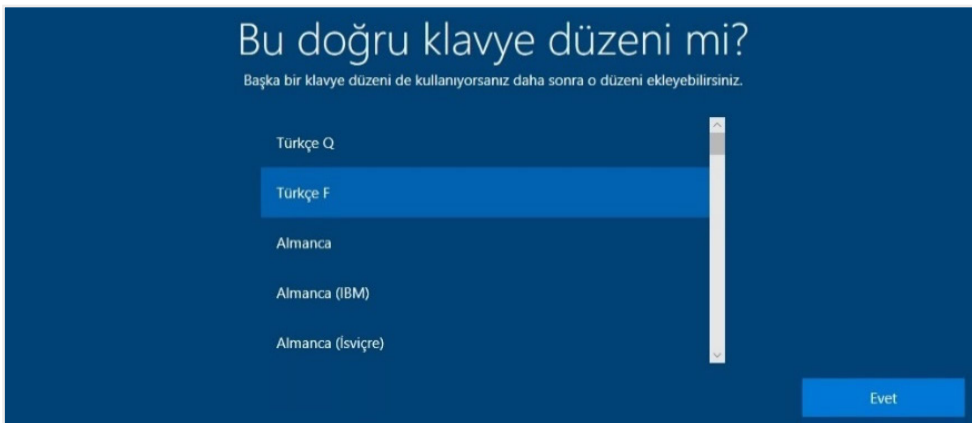 Bu doğru klavye düzeni mi?
Başka bir klavye düzeni de kullanıyorsanız daha sonra o düzeni ekleyebilirsiniz.
Türkçe Q
Türkçe F
Almanca
Almanca (IBM)
Almanca (İsviçre)
Evet